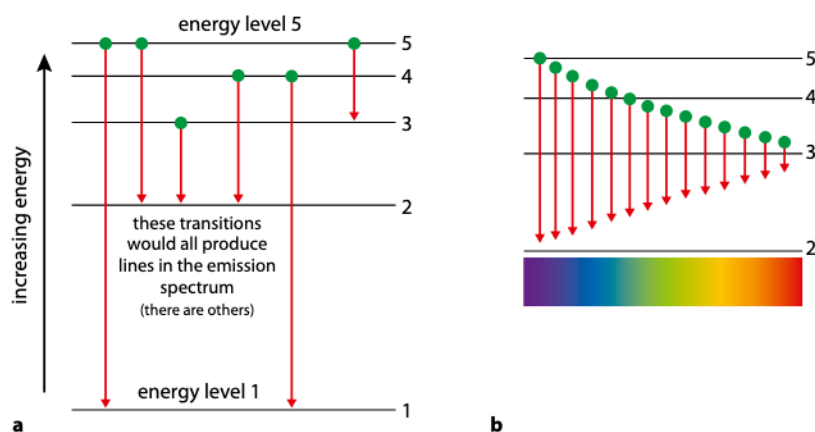 energy level 5
5
4
3
2
these transitions
would all produce
lines in the emission
spectrum
(there are others)
energy level 1
1
increasing energy
a
5
4
3
2
b